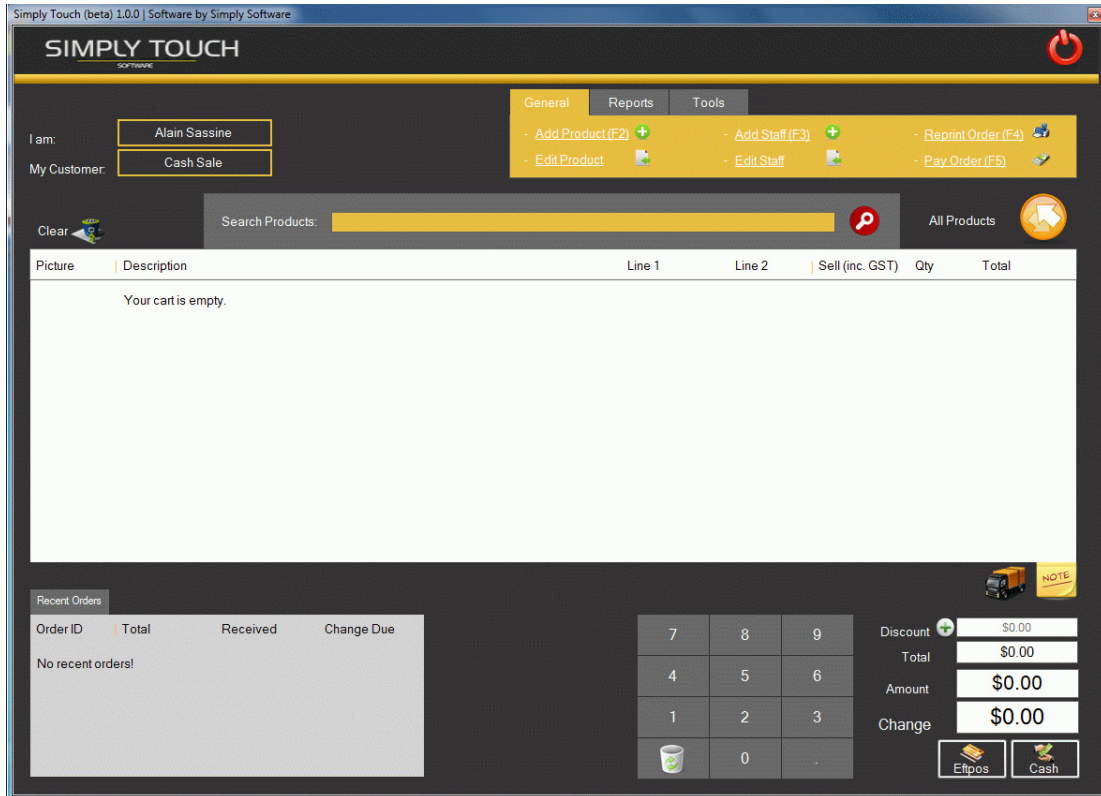 Simply Touch (beta) 1.0.0 | Software by Simply Software
SIMPLY TOUCH
SOFTWARE
General Reports Tools
I am: Alain Sassine
My Customer: Cash Sale
- Add Product (F2) - Add Staff (F3) - Reprint Order (F4)
- Edit Product - Edit Staff - Pay Order (F5)
Clear Search Products: All Products
Picture | Description Line 1 Line 2 | Sell (inc. GST) Qty Total
Your cart is empty.
NOTE
Recent Orders
Order ID | Total Received Change Due
No recent orders!
7 8 9
4 5 6
1 2 3
0 .
Discount $0.00
Total $0.00
Amount $0.00
Change $0.00
Eftpos Cash